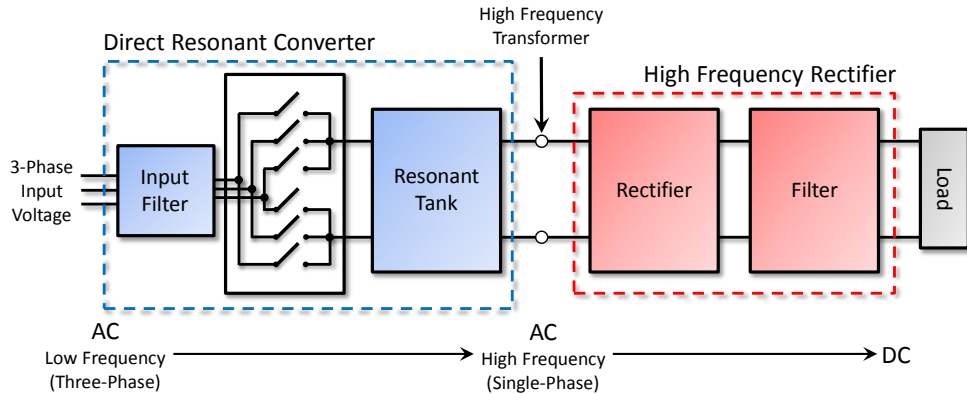 High Frequency
Transformer
Direct Resonant Converter
High Frequency Rectifier
3-Phase
Input
Voltage
Input
Filter
Resonant
Tank
Rectifier
Filter
Load
AC
Low Frequency
(Three-Phase)
AC
High Frequency
(Single-Phase)
DC